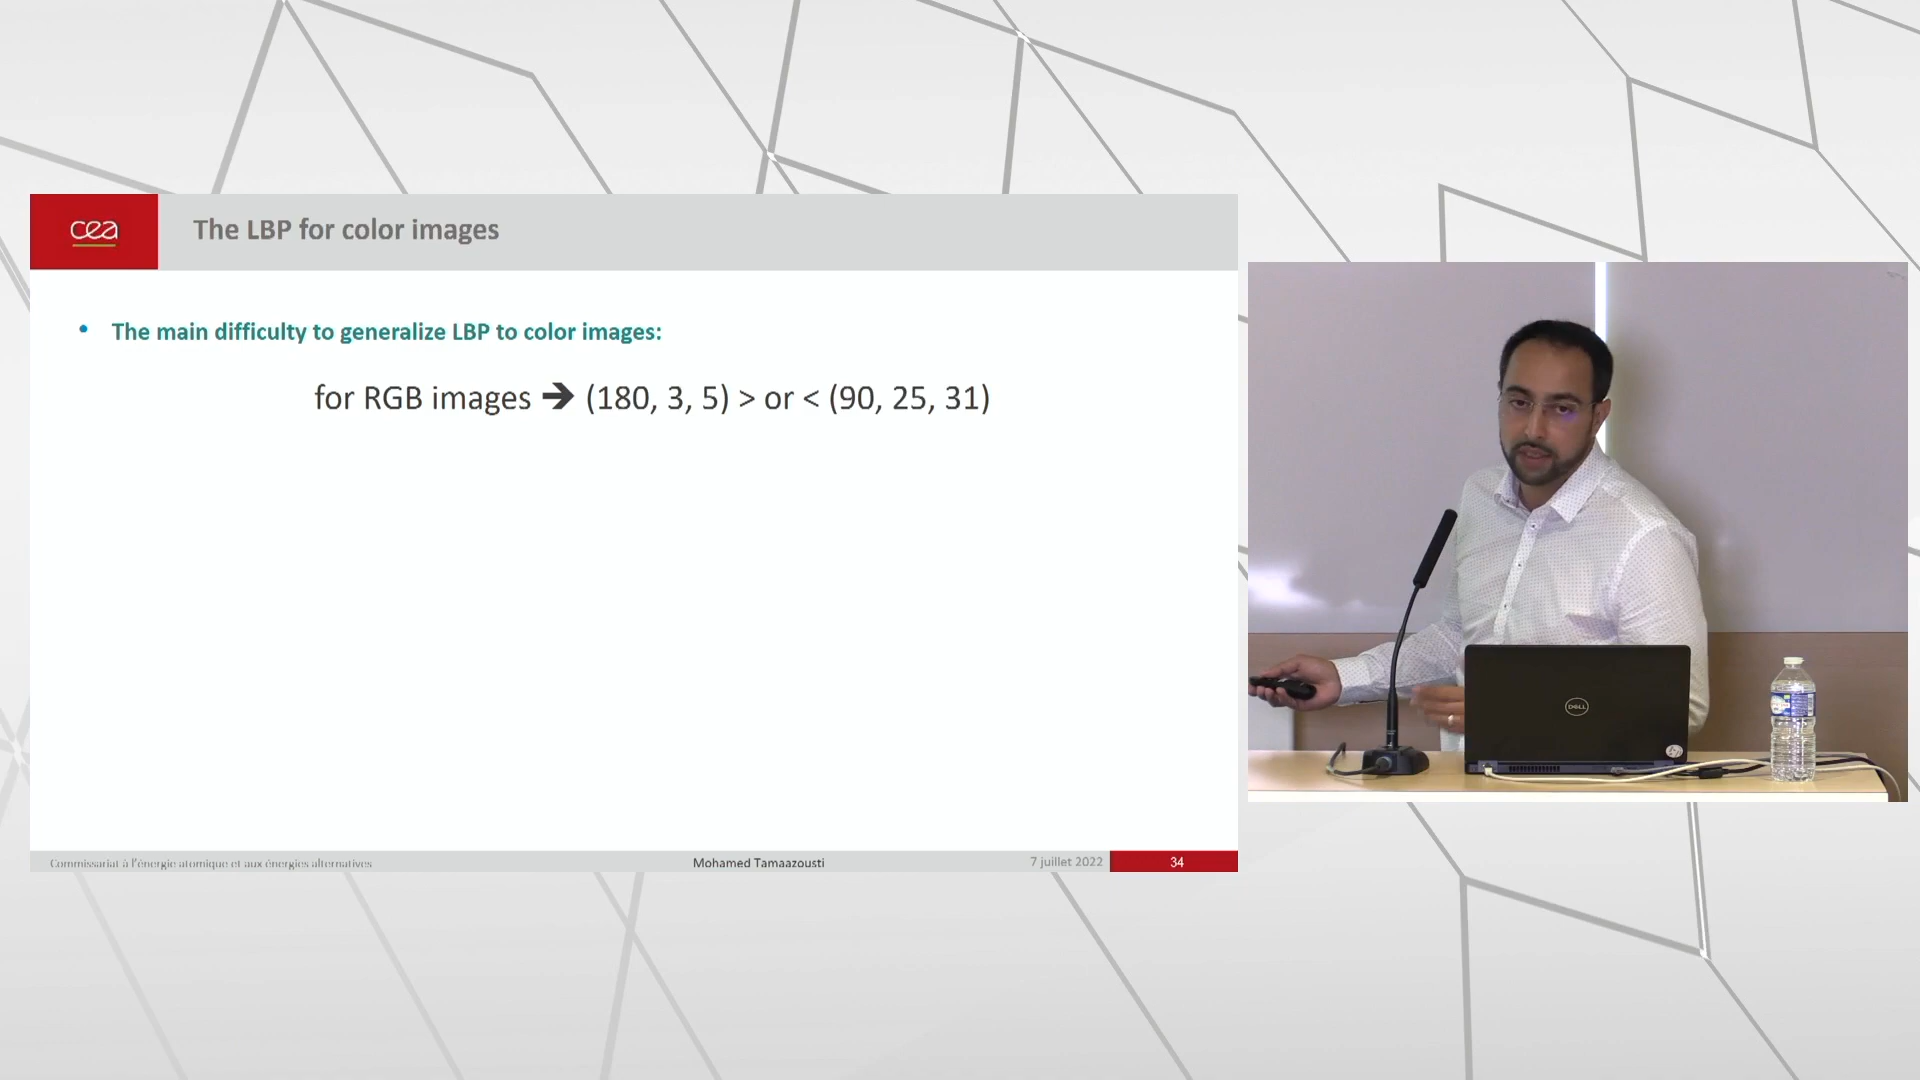 cea
The LBP for color images
• The main difficulty to generalize LBP to color images:
for RGB images ➔ (180, 3, 5) > or < (90, 25, 31)
Commissariat à l'énergie atomique et aux énergies alternatives
Mohamed Tamaazousti
7 juillet 2022
34
DELL